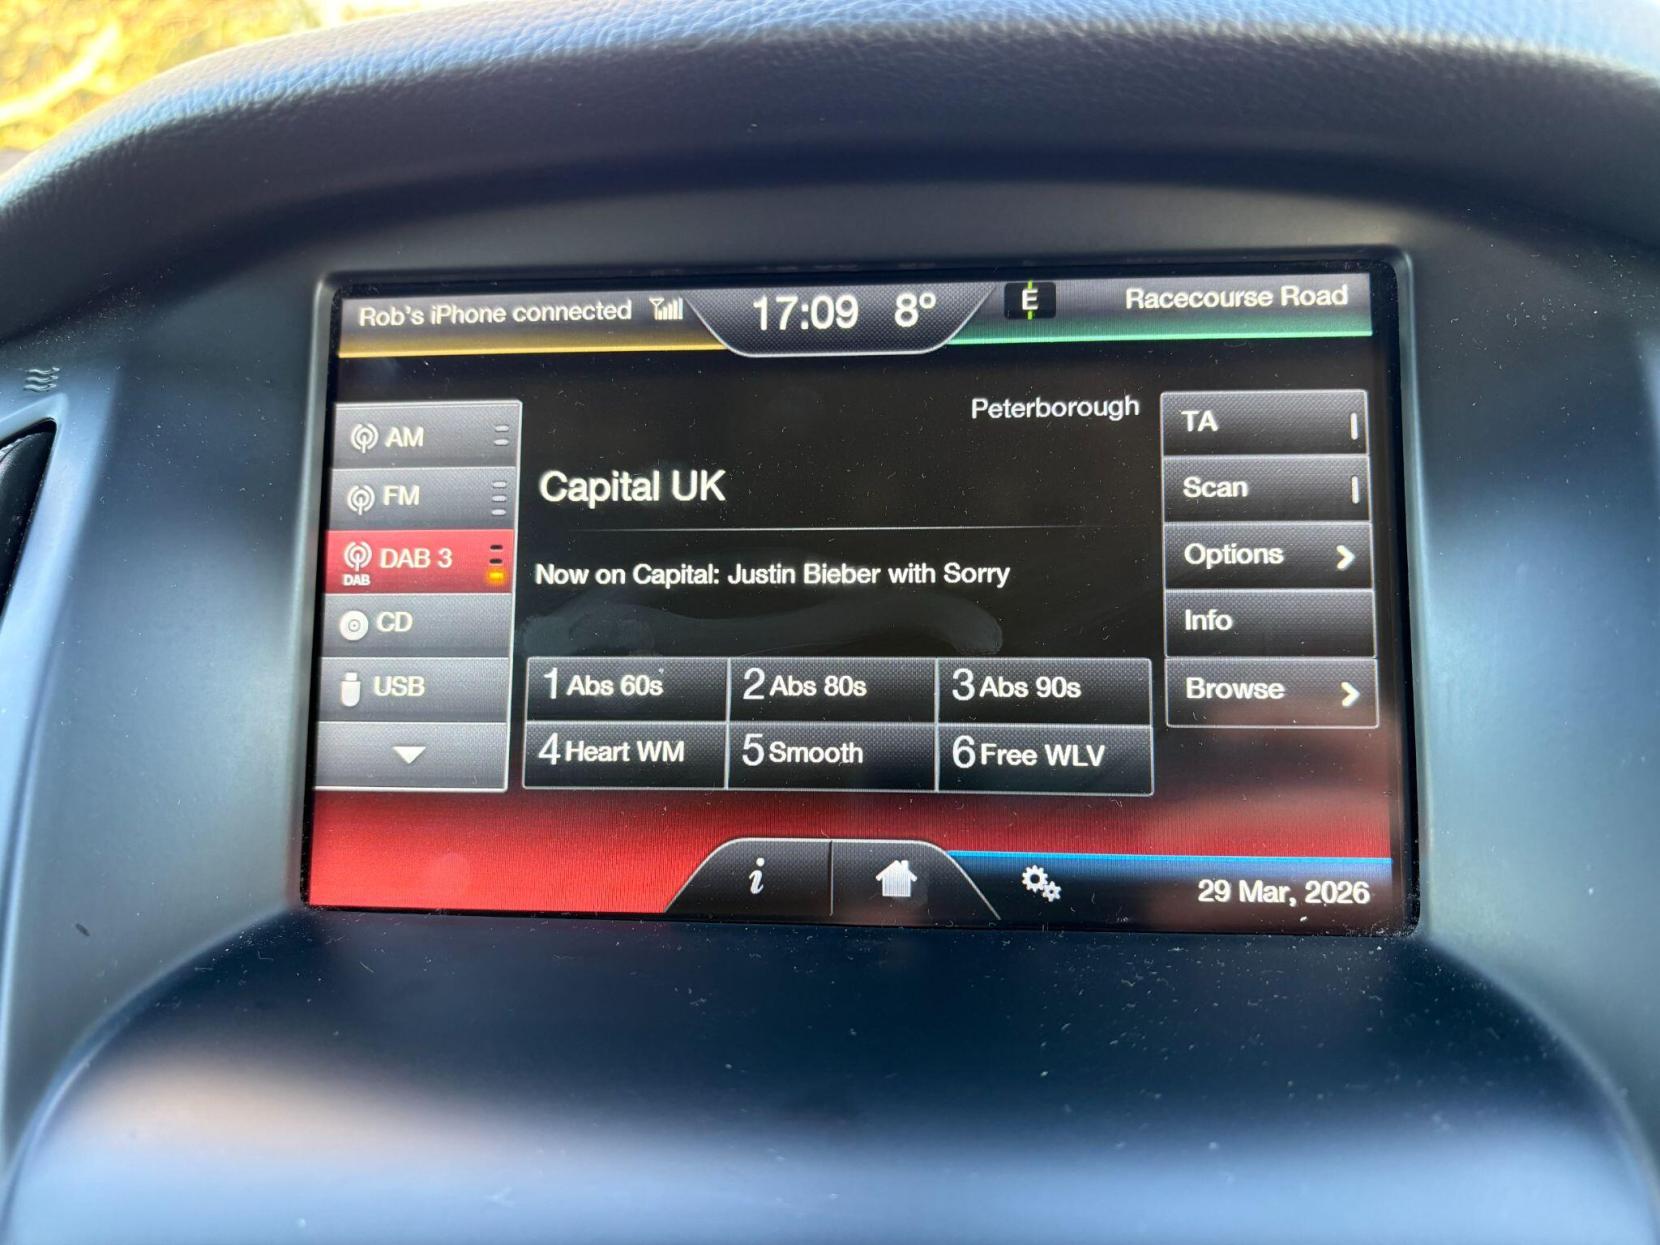 Rob's iPhone connected
17:09 8°
E
Racecourse Road
AM
FM
DAB 3
DAB
CD
USB
Peterborough
Capital UK
Now on Capital: Justin Bieber with Sorry
1 Abs 60s
2 Abs 80s
3 Abs 90s
4 Heart WM
5 Smooth
6 Free WLV
TA
Scan
Options
Info
Browse
i
29 Mar, 2026